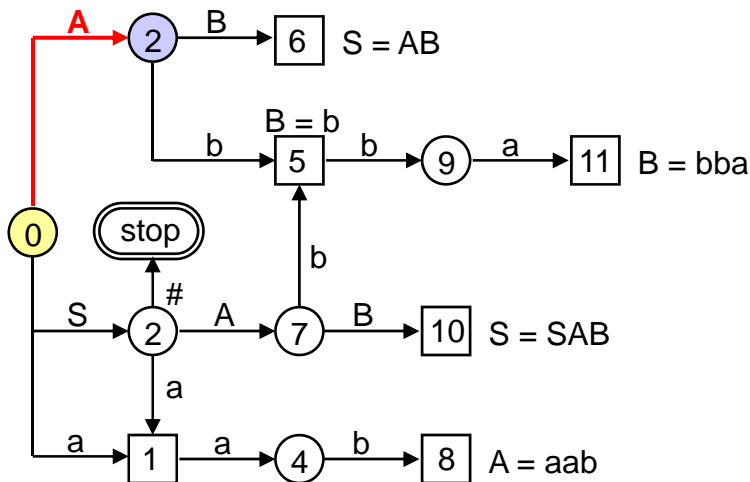 A 2 B 6 S = AB
B = b
b 5 b 9 a 11 B = bba
0 stop
b
#
S 2 A 7 B 10 S = SAB
a
a 1 a 4 b 8 A = aab